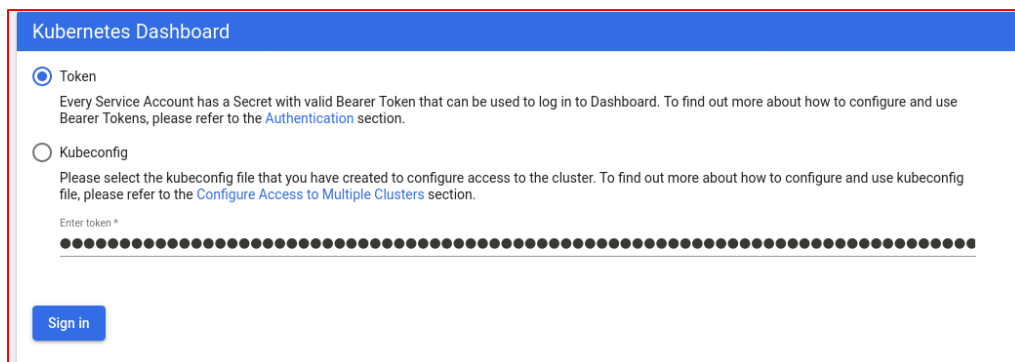 Kubernetes Dashboard
Token
Every Service Account has a Secret with valid Bearer Token that can be used to log in to Dashboard. To find out more about how to configure and use
Bearer Tokens, please refer to the Authentication section.
Kubeconfig
Please select the kubeconfig file that you have created to configure access to the cluster. To find out more about how to configure and use kubeconfig
file, please refer to the Configure Access to Multiple Clusters section.
Enter token *
Sign in